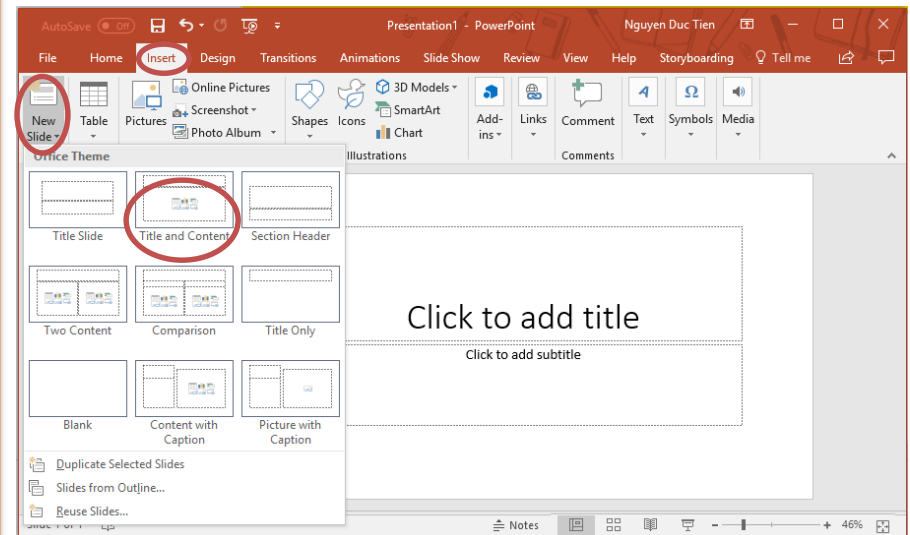 AutoSave Off Presentation1 - PowerPoint Nguyen Duc Tien
File Home Insert Design Transitions Animations Slide Show Review View Help Storyboarding Tell me
New Slide
Table
Pictures
Online Pictures
Screenshot
Photo Album
Shapes
Icons
3D Models
SmartArt
Chart
Add-ins
Links
Comment
Text
Symbols
Media
Illustrations
Comments
Office Theme
Title Slide
Title and Content
Section Header
Two Content
Comparison
Title Only
Blank
Content with Caption
Picture with Caption
Duplicate Selected Slides
Slides from Outline...
Reuse Slides...
Click to add title
Click to add subtitle
Slide 1 of 1
Notes
46%